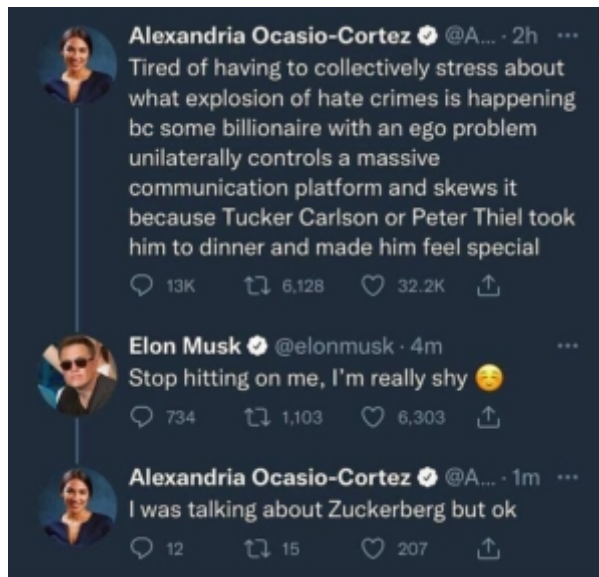 Alexandria Ocasio-Cortez @A... · 2h
Tired of having to collectively stress about
what explosion of hate crimes is happening
bc some billionaire with an ego problem
unilaterally controls a massive
communication platform and skews it
because Tucker Carlson or Peter Thiel took
him to dinner and made him feel special
13K 6,128 32.2K
Elon Musk @elonmusk · 4m
Stop hitting on me, I'm really shy ☺️
734 1,103 6,303
Alexandria Ocasio-Cortez @A... · 1m
I was talking about Zuckerberg but ok
12 15 207